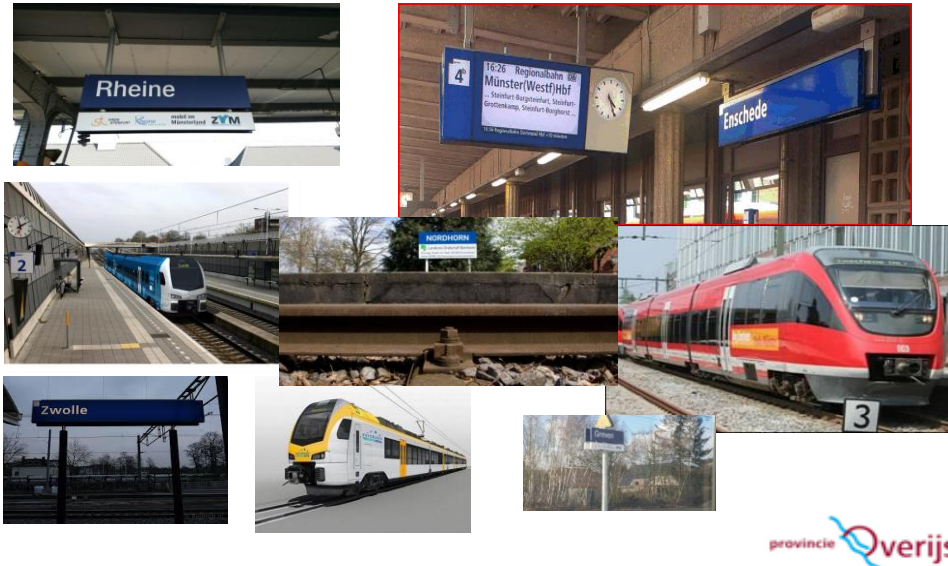 Rheine
mobil im
Münsterland
ZVM
4
16:26 Regionalbahn
Münster(Westf)Hbf
... Steinfurt-Burgsteinfurt, Steinfurt-
Grottenkamp, Steinfurt-Borghorst ...
Enschede
2
NORDHORN
3
Zwolle
provincie Overijs